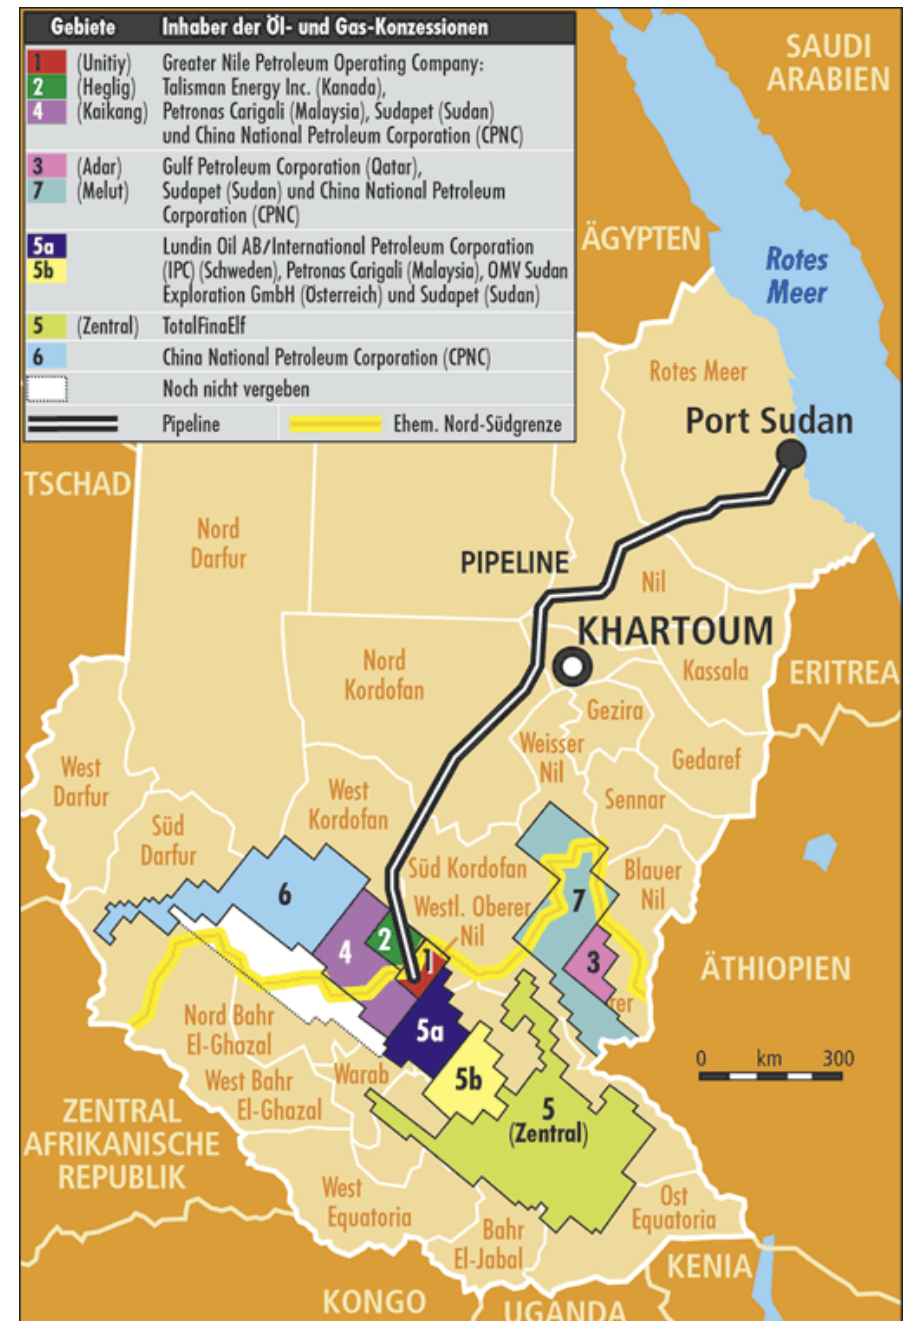 Gebiete Inhaber der Öl- und Gas-Konzessionen
1 (Unitiy) Greater Nile Petroleum Operating Company:
2 (Heglig) Talisman Energy Inc. (Kanada),
4 (Kaikang) Petronas Carigali (Malaysia), Sudapet (Sudan)
und China National Petroleum Corporation (CPNC)
3 (Adar) Gulf Petroleum Corporation (Qatar),
7 (Melut) Sudapet (Sudan) und China National Petroleum
Corporation (CPNC)
5a Lundin Oil AB/International Petroleum Corporation
5b (IPC) (Schweden), Petronas Carigali (Malaysia), OMV Sudan
Exploration GmbH (Österreich) und Sudapet (Sudan)
5 (Zentral) TotalFinaElf
6 China National Petroleum Corporation (CPNC)
Noch nicht vergeben
Pipeline Ehem. Nord-Südgrenze
SAUDI
ARABIEN
ÄGYPTEN
Rotes
Meer
Rotes Meer
Port Sudan
TSCHAD
Nord
Darfur
PIPELINE
Nil
KHARTOUM
Nord
Kordofan
Kassala
ERITREA
Gezira
Weisser
Nil
Gedaref
West
Darfur
West
Kordofan
Sennar
Süd
Darfur
Süd Kordofan
Blauer
Nil
6
7
Westl. Oberer
Nil
2
4
1
3
ÄTHIOPIEN
rer
Nord Bahr
El-Ghazal
5a
0 km 300
West Bahr
El-Ghazal
Warab
5b
5
(Zentral)
ZENTRAL
AFRIKANISCHE
REPUBLIK
West
Equatoria
Ost
Equatoria
Bahr
El-Jabal
KENIA
KONGO
UGANDA